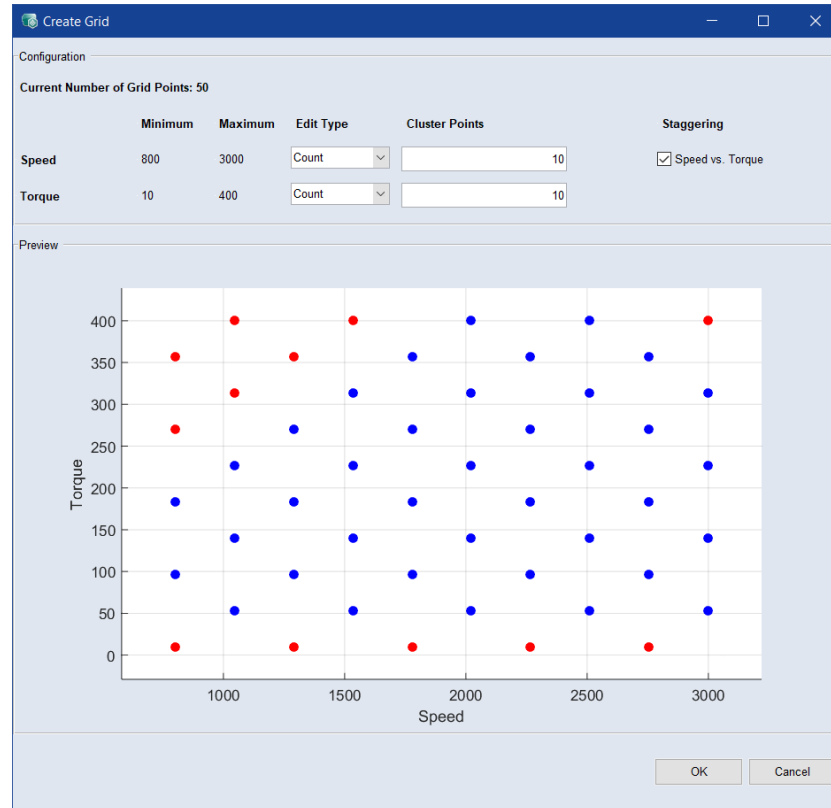 Create Grid
Configuration
Current Number of Grid Points: 50
Minimum Maximum Edit Type Cluster Points Staggering
Speed 800 3000 Count 10 Speed vs. Torque
Torque 10 400 Count 10
Preview
400
350
300
250
200
150
100
50
0
Torque
1000 1500 2000 2500 3000
Speed
OK Cancel